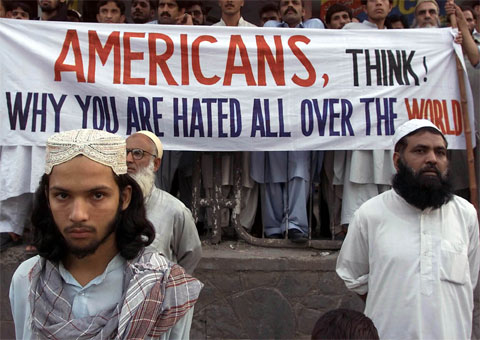 AMERICANS, THINK!
WHY YOU ARE HATED ALL OVER THE WORLD